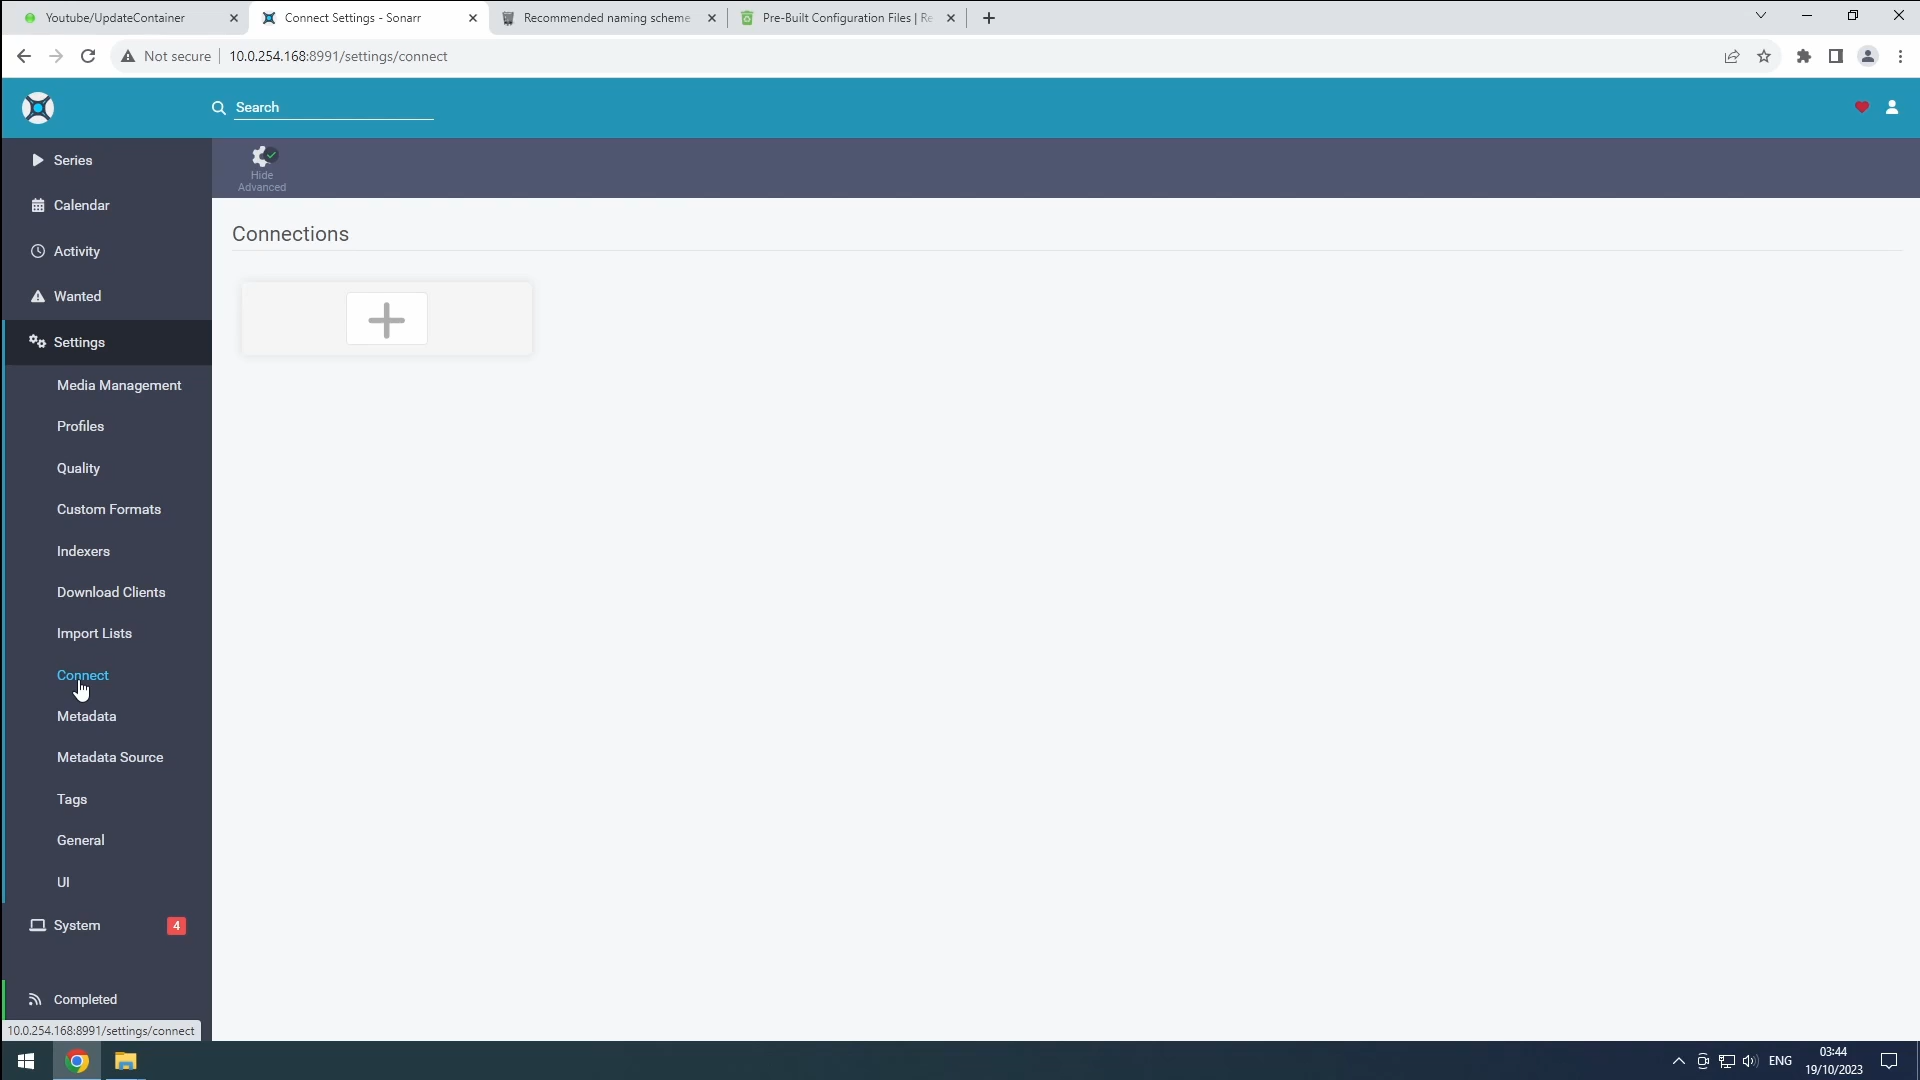 Youtube/UpdateContainer
Connect Settings - Sonarr
Recommended naming scheme
Pre-Built Configuration Files | Re
Not secure
10.0.254.168:8991/settings/connect
Search
Series
Hide
Advanced
Calendar
Connections
Activity
Wanted
Settings
Media Management
Profiles
Quality
Custom Formats
Indexers
Download Clients
Import Lists
Connect
Metadata
Metadata Source
Tags
General
UI
System
4
Completed
10.0.254.168:8991/settings/connect
ENG
03:44
19/10/2023